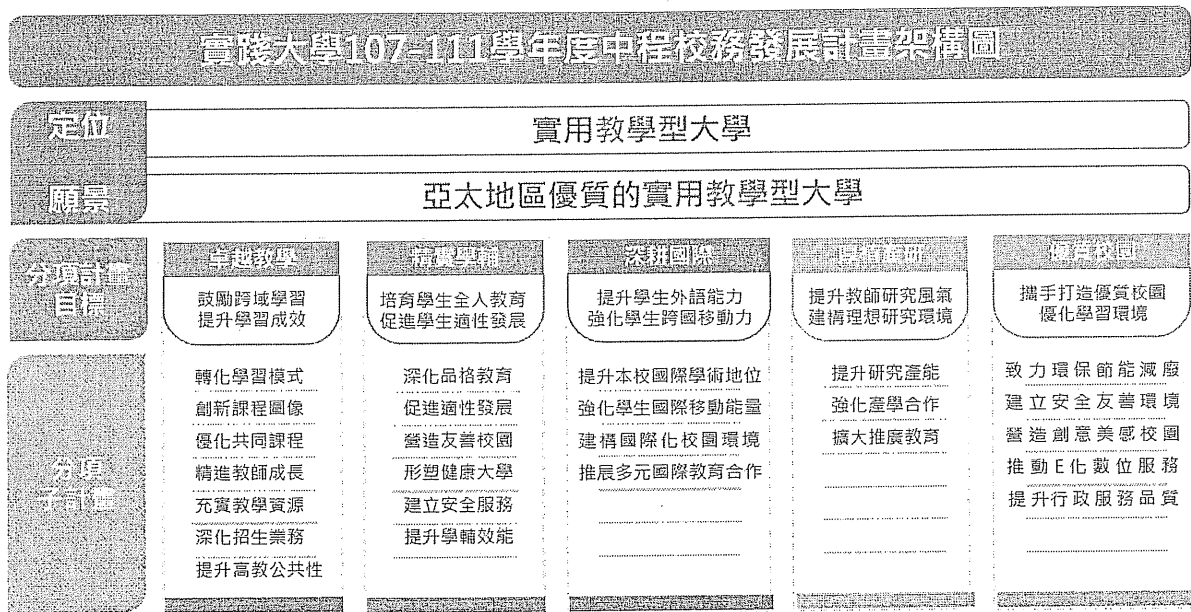 實踐大學107-111學年度中程校務發展計畫架構圖
定位
實用教學型大學
願景
亞太地區優質的實用教學型大學
分項計畫
目標
卓越教學
鼓勵跨域學習
提升學習成效
精實學輔
培育學生全人教育
促進學生適性發展
深耕國際
提升學生外語能力
強化學生跨國移動力
厚植產研
提升教師研究風氣
建構理想研究環境
優質校園
攜手打造優質校園
優化學習環境
分項
子計畫
轉化學習模式
創新課程圖像
優化共同課程
精進教師成長
充實教學資源
深化招生業務
提升高教公共性
深化品格教育
促進適性發展
營造友善校園
形塑健康大學
建立安全服務
提升學輔效能
提升本校國際學術地位
強化學生國際移動能量
建構國際化校園環境
推展多元國際教育合作
提升研究產能
強化產學合作
擴大推廣教育
致力環保節能減廢
建立安全友善環境
營造創意美感校園
推動E化數位服務
提升行政服務品質